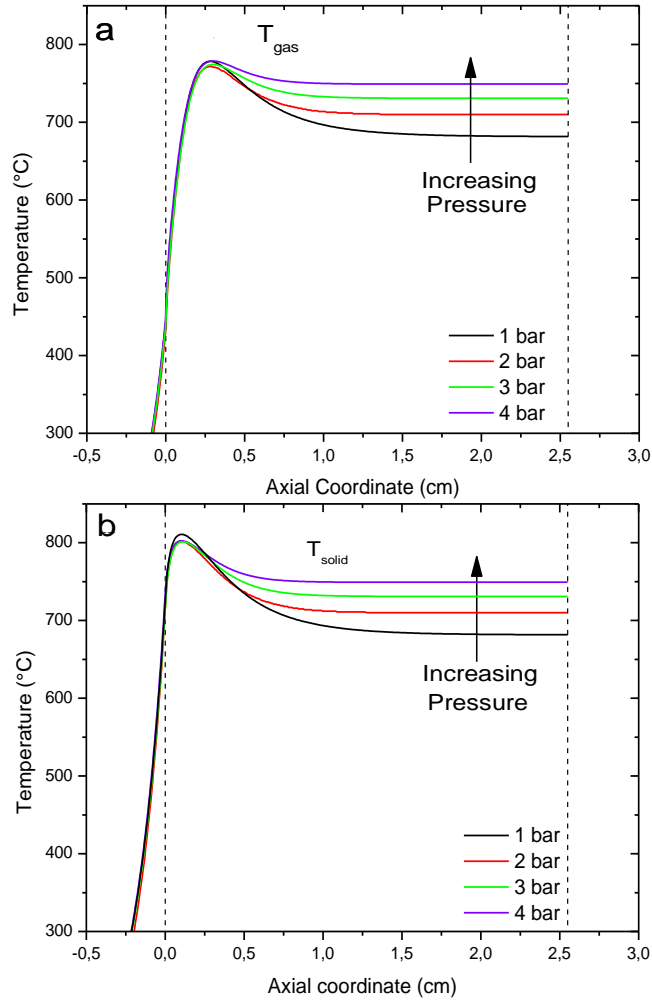 a
T gas
Increasing
Pressure
1 bar
2 bar
3 bar
4 bar
800
700
600
500
400
300
Temperature (°C)
-0,5 0,0 0,5 1,0 1,5 2,0 2,5 3,0
Axial Coordinate (cm)
b
T solid
Increasing
Pressure
1 bar
2 bar
3 bar
4 bar
800
700
600
500
400
300
Temperature (°C)
-0,5 0,0 0,5 1,0 1,5 2,0 2,5 3,0
Axial coordinate (cm)